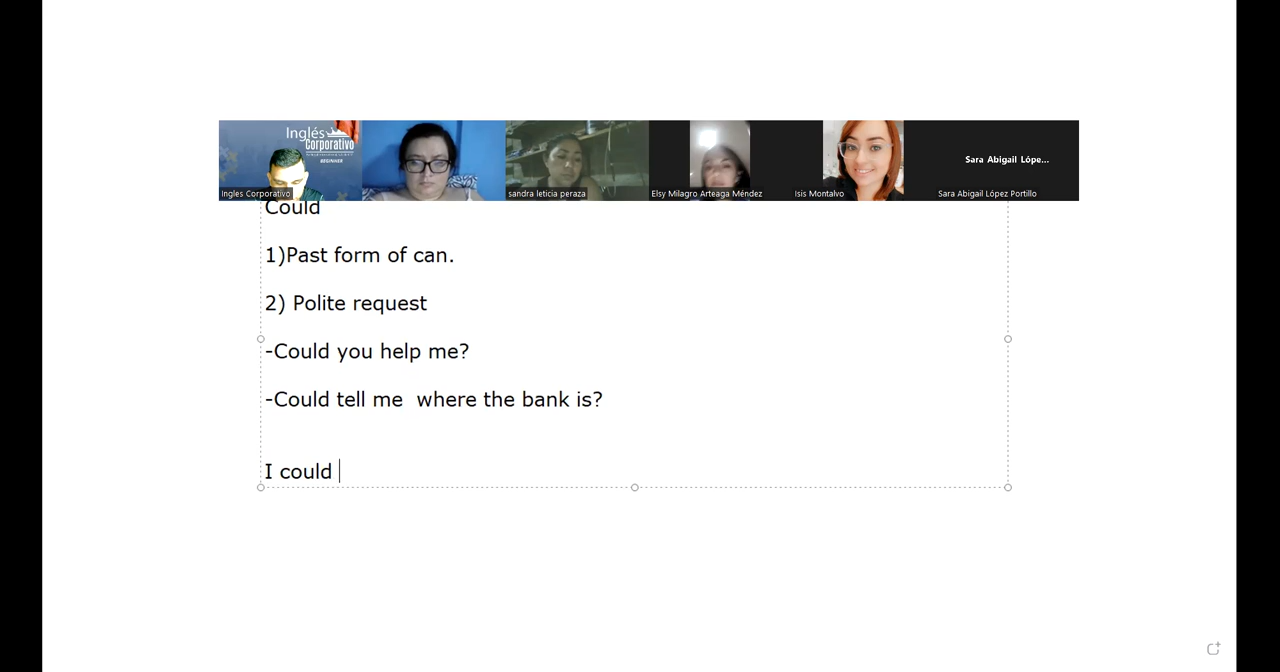 Inglés
Corporativo
BEGINNER
Sara Abigail Lópe...
Ingles Corporativo
sandra leticia peraza
Elsy Milagro Arteaga Méndez
Isis Montalvo
Sara Abigail López Portillo
Could
1)Past form of can.
2) Polite request
-Could you help me?
-Could tell me  where the bank is?
I could